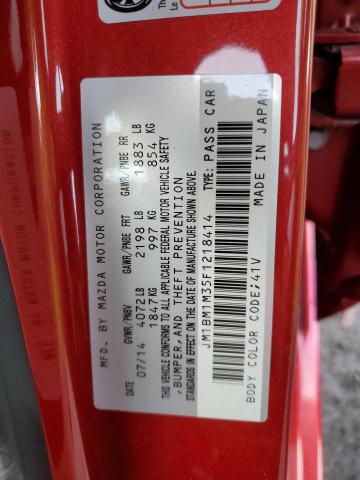 MFD. BY MAZDA MOTOR CORPORATION
GVWR/PNBV GAWR/PNBE FRT GAWR/PNBE RR
07/14 4072 LB 2198 LB 1883 LB
1847 KG 997 KG 854 KG
THIS VEHICLE CONFORMS TO ALL APPLICABLE FEDERAL MOTOR VEHICLE SAFETY
,BUMPER,AND THEFT PREVENTION
STANDARDS IN EFFECT ON THE DATE OF MANUFACTURE SHOWN ABOVE.
JM1BM1M35F1218414 TYPE: PASS CAR
BODY COLOR CODE;41V MADE IN JAPAN